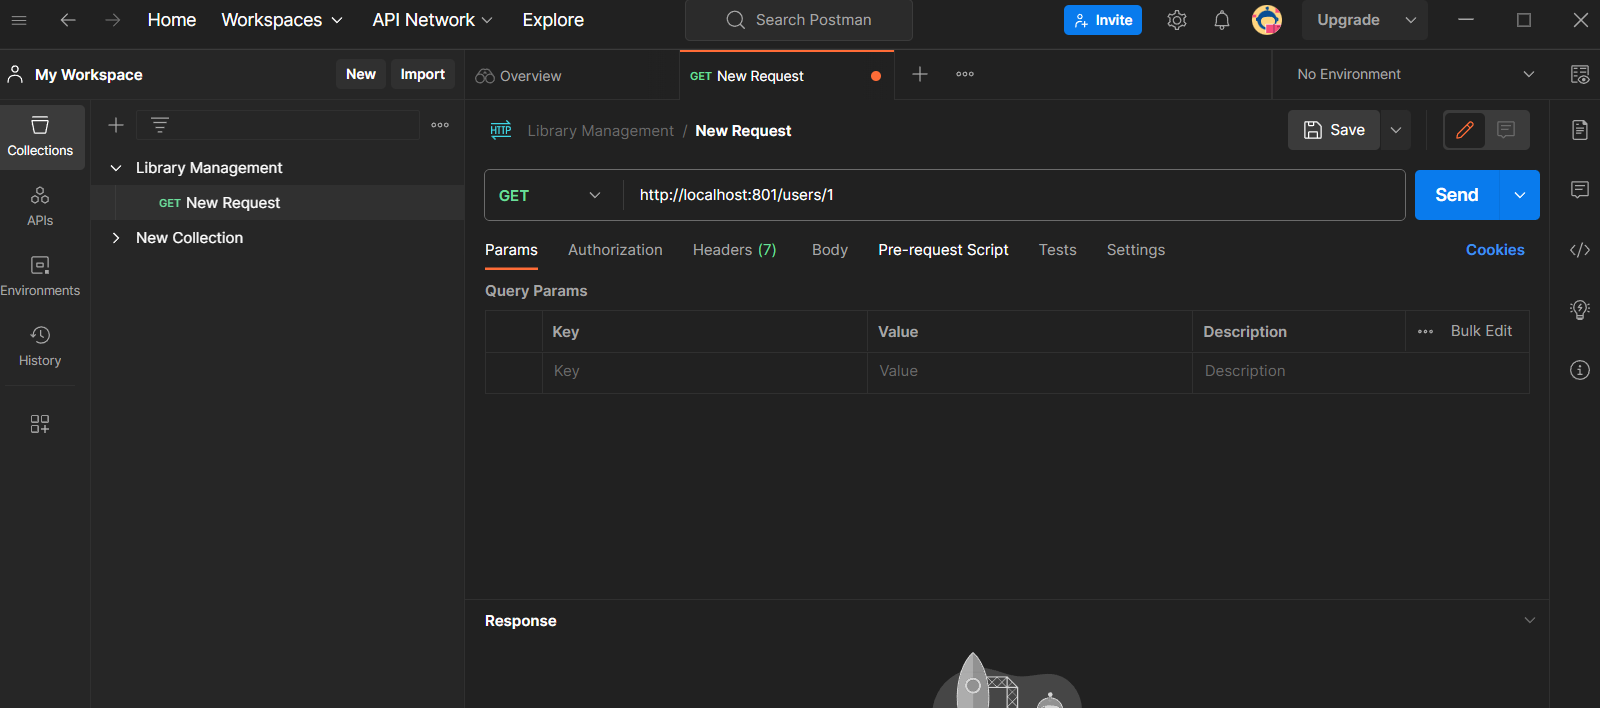 Home Workspaces API Network Explore Search Postman Invite Upgrade
My Workspace New Import Overview GET New Request No Environment
Collections
APIs
Environments
History
Library Management
GET New Request
New Collection
HTTP Library Management / New Request Save
GET http://localhost:801/users/1 Send
Params Authorization Headers (7) Body Pre-request Script Tests Settings Cookies
Query Params
Key Value Description Bulk Edit
Key Value Description
Response